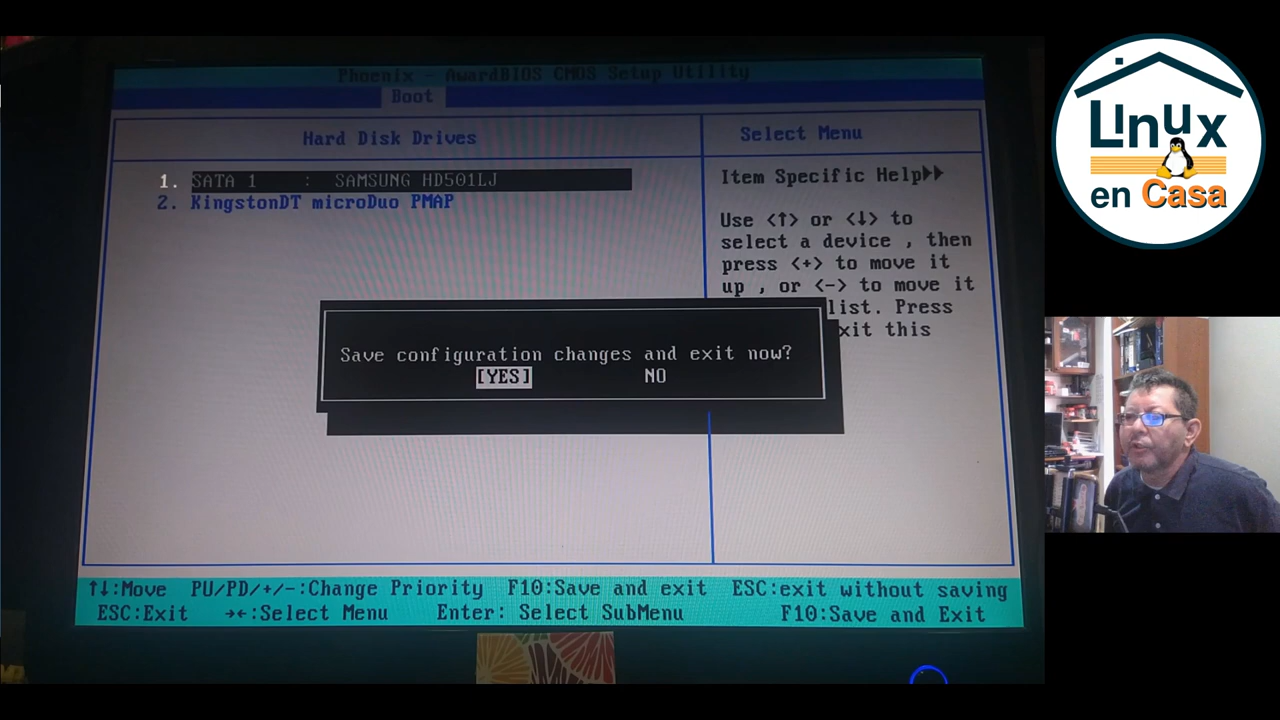 Phoenix - AwardBIOS CMOS Setup Utility
Boot
Hard Disk Drives
Select Menu
1. SATA 1 : SAMSUNG HD501LJ
2. KingstonDT microDuo PMAP
Item Specific Help▶▶
Use <↑> or <↓> to
select a device , then
press <+> to move it
up , or <-> to move it
list. Press
xit this
Save configuration changes and exit now?
[YES] NO
↑↓:Move PU/PD/+/-:Change Priority F10:Save and exit ESC:exit without saving
ESC:Exit →←:Select Menu Enter: Select SubMenu F10:Save and Exit
Linux
en Casa